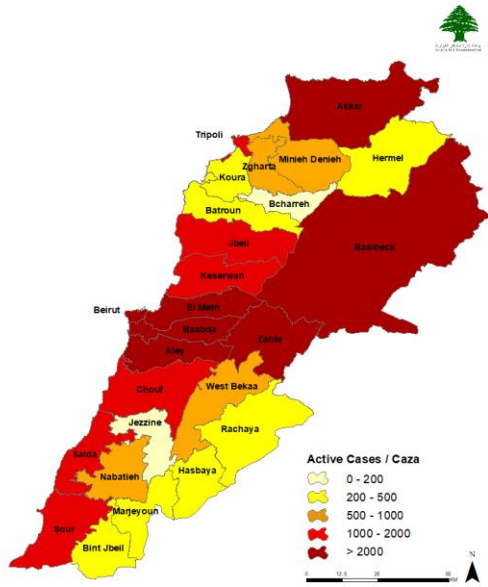 Akkar
Tripoli
Minieh Denieh
Hermel
Zgharta
Koura
Bcharreh
Batroun
Jbeil
Baalbeck
Keserwan
El Metn
Beirut
Baabda
Zahle
Aley
West Bekaa
Chouf
Jezzine
Rachaya
Saida
Nabatieh
Hasbaya
Marjeyoun
Sour
Bint Jbeil
Active Cases / Caza
0 - 200
200 - 500
500 - 1000
1000 - 2000
> 2000
N